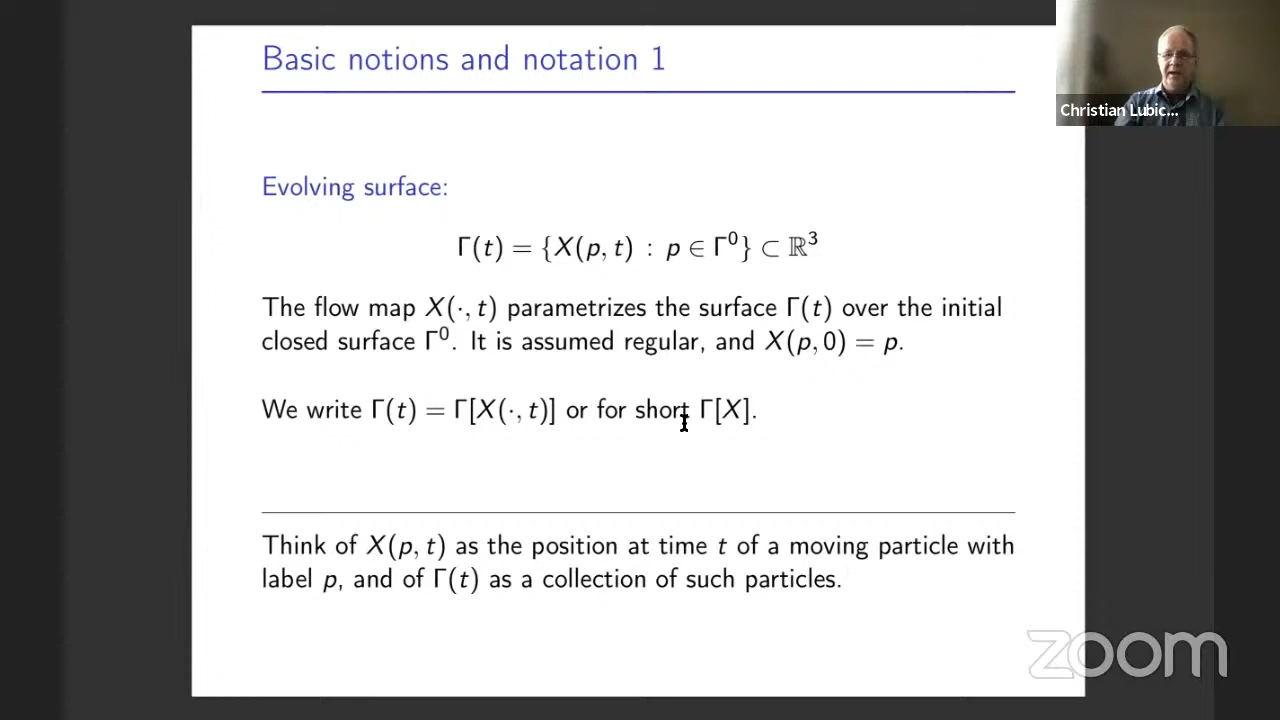 Basic notions and notation 1
Christian Lubic...
Evolving surface:
Γ(t) = {X(p, t) : p ∈ Γ⁰} ⊂ ℝ³
The flow map X(·, t) parametrizes the surface Γ(t) over the initial
closed surface Γ⁰. It is assumed regular, and X(p, 0) = p.
We write Γ(t) = Γ[X(·, t)] or for short Γ[X].
Think of X(p, t) as the position at time t of a moving particle with
label p, and of Γ(t) as a collection of such particles.
zoom